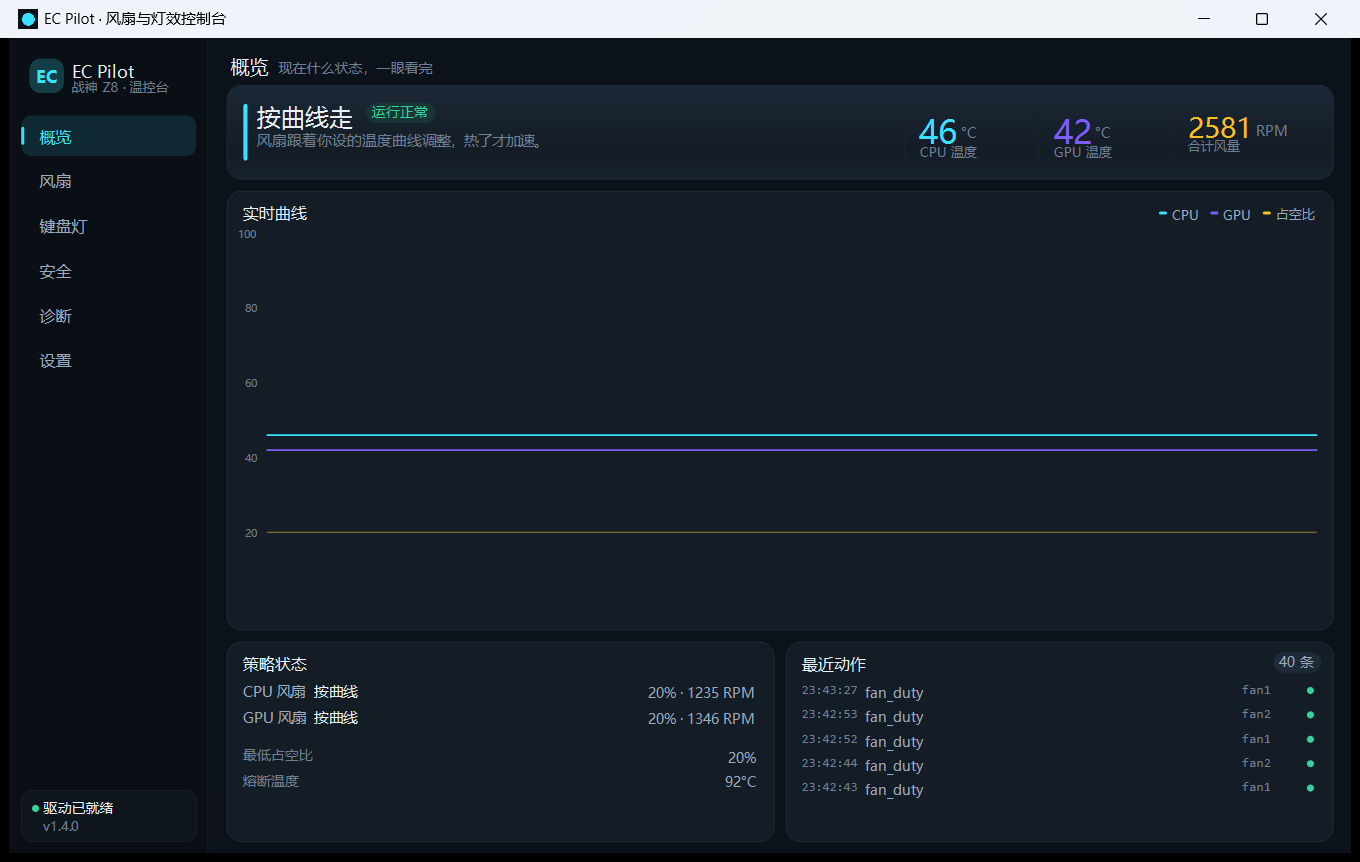 EC Pilot · 风扇与灯效控制台
EC
EC Pilot
战神 Z8 · 温控台
概览
风扇
键盘灯
安全
诊断
设置
驱动已就绪
v1.4.0
概览 现在什么状态，一眼看完
按曲线走 运行正常
风扇跟着你设的温度曲线调整，热了才加速。
46 °C
CPU 温度
42 °C
GPU 温度
2581 RPM
合计风量
实时曲线
CPU GPU 占空比
100
80
60
40
20
策略状态
CPU 风扇 按曲线 20% · 1235 RPM
GPU 风扇 按曲线 20% · 1346 RPM
最低占空比 20%
熔断温度 92°C
最近动作 40 条
23:43:27 fan_duty fan1
23:42:53 fan_duty fan2
23:42:52 fan_duty fan1
23:42:44 fan_duty fan2
23:42:43 fan_duty fan1